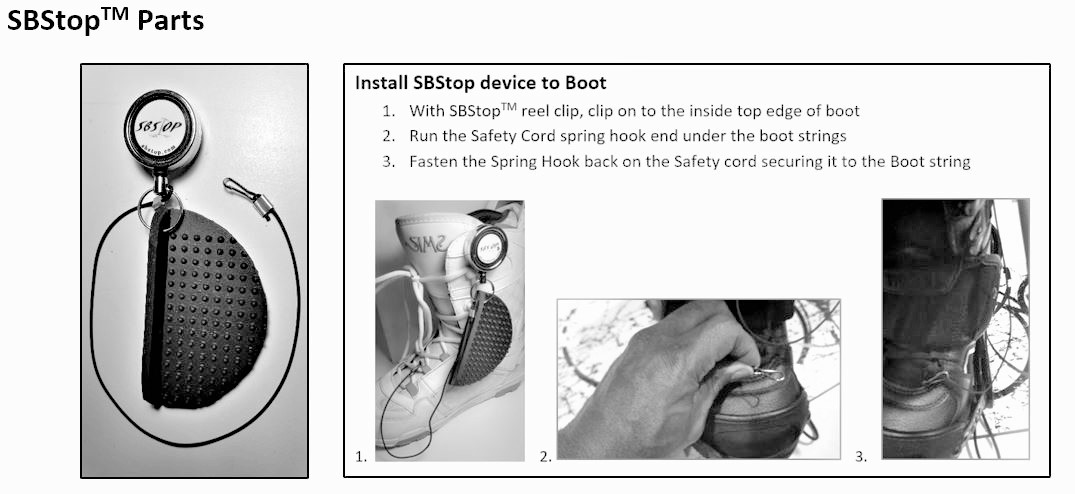 SBStop™ Parts
SBSTOP
sbstop.com
Install SBStop device to Boot
1. With SBStop™ reel clip, clip on to the inside top edge of boot
2. Run the Safety Cord spring hook end under the boot strings
3. Fasten the Spring Hook back on the Safety cord securing it to the Boot string
SIMS
1.
2.
3.